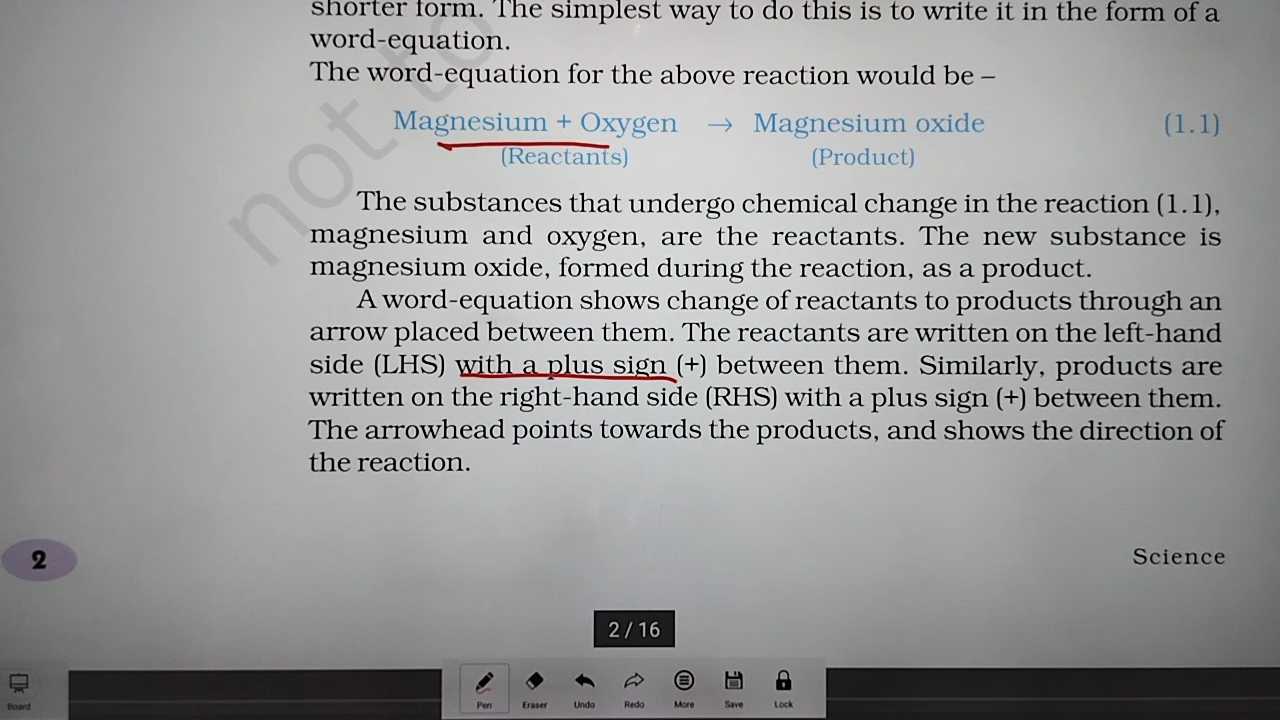 shorter form. The simplest way to do this is to write it in the form of a
word-equation.
The word-equation for the above reaction would be –
Magnesium + Oxygen → Magnesium oxide (1.1)
(Reactants) (Product)
The substances that undergo chemical change in the reaction (1.1),
magnesium and oxygen, are the reactants. The new substance is
magnesium oxide, formed during the reaction, as a product.
A word-equation shows change of reactants to products through an
arrow placed between them. The reactants are written on the left-hand
side (LHS) with a plus sign (+) between them. Similarly, products are
written on the right-hand side (RHS) with a plus sign (+) between them.
The arrowhead points towards the products, and shows the direction of
the reaction.
not to
2 Science
2 / 16
Board Pen Eraser Undo Redo More Save Lock